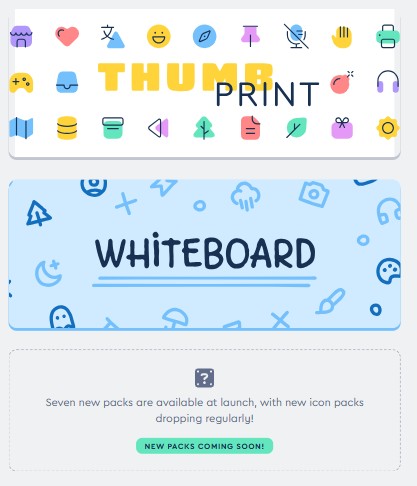 THUMB
PRINT
WHiTEBOARD
?
Seven new packs are available at launch, with new icon packs
dropping regularly!
NEW PACKS COMING SOON!